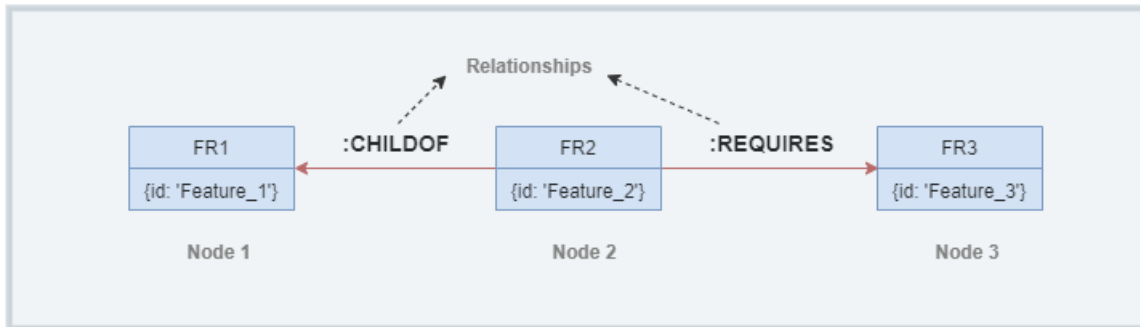 Relationships
FR1 :CHILDOF FR2 :REQUIRES FR3
{id: 'Feature_1'} {id: 'Feature_2'} {id: 'Feature_3'}
Node 1 Node 2 Node 3